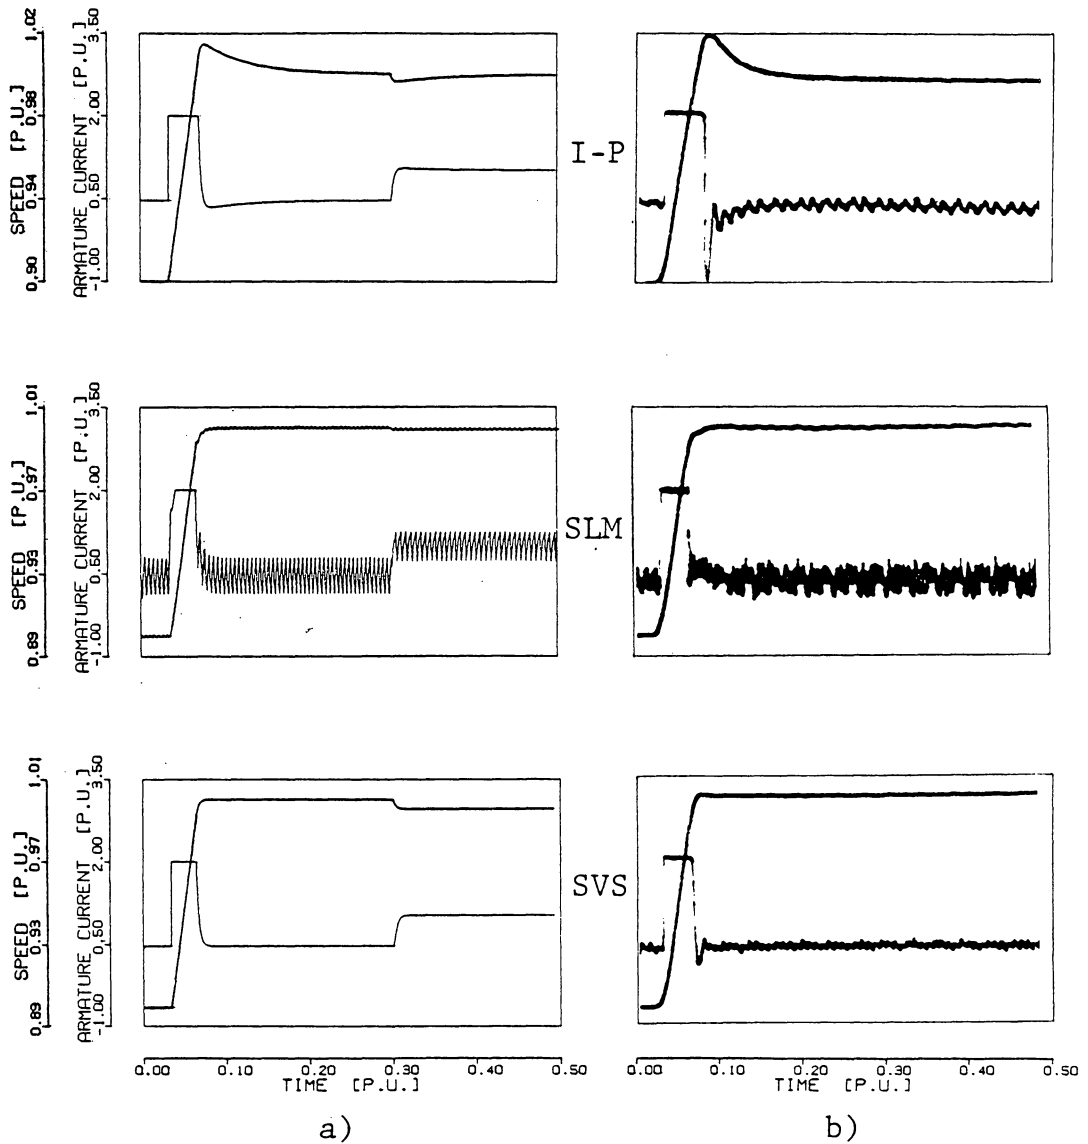 SPEED [P.U.]
0.90 0.94 0.98 1.02
ARMATURE CURRENT [P.U.]
-1.00 0.50 2.00 3.50
I-P
SPEED [P.U.]
0.89 0.93 0.97 1.01
ARMATURE CURRENT [P.U.]
-1.00 0.50 2.00 3.50
SLM
SPEED [P.U.]
0.89 0.93 0.97 1.01
ARMATURE CURRENT [P.U.]
-1.00 0.50 2.00 3.50
SVS
0.00 0.10 0.20 0.30 0.40 0.50
TIME [P.U.]
0.00 0.10 0.20 0.30 0.40 0.50
TIME [P.U.]
a)
b)